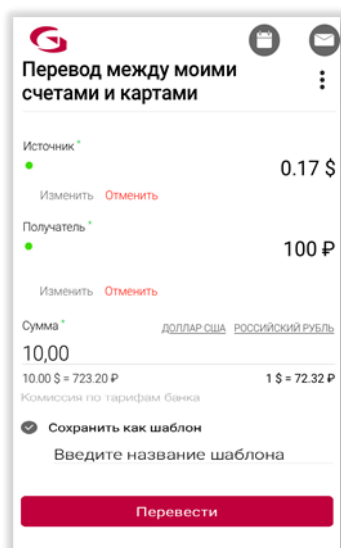 Перевод между моими
счетами и картами
Источник *
0.17 $
Изменить Отменить
Получатель *
100 ₽
Изменить Отменить
Сумма * ДОЛЛАР США РОССИЙСКИЙ РУБЛЬ
10,00
10.00 $ = 723.20 ₽ 1 $ = 72.32 ₽
Комиссия по тарифам банка
Сохранить как шаблон
Введите название шаблона
Перевести